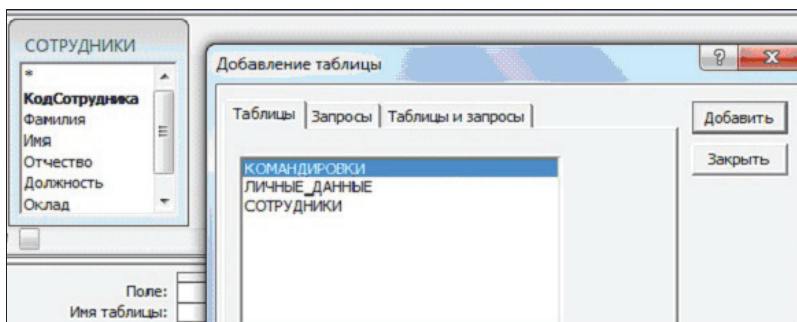 СОТРУДНИКИ
*
КодСотрудника
Фамилия
Имя
Отчество
Должность
Оклад
Добавление таблицы
?
Таблицы Запросы Таблицы и запросы
Добавить
Закрыть
КОМАНДИРОВКИ
ЛИЧНЫЕ_ДАННЫЕ
СОТРУДНИКИ
Поле:
Имя таблицы: